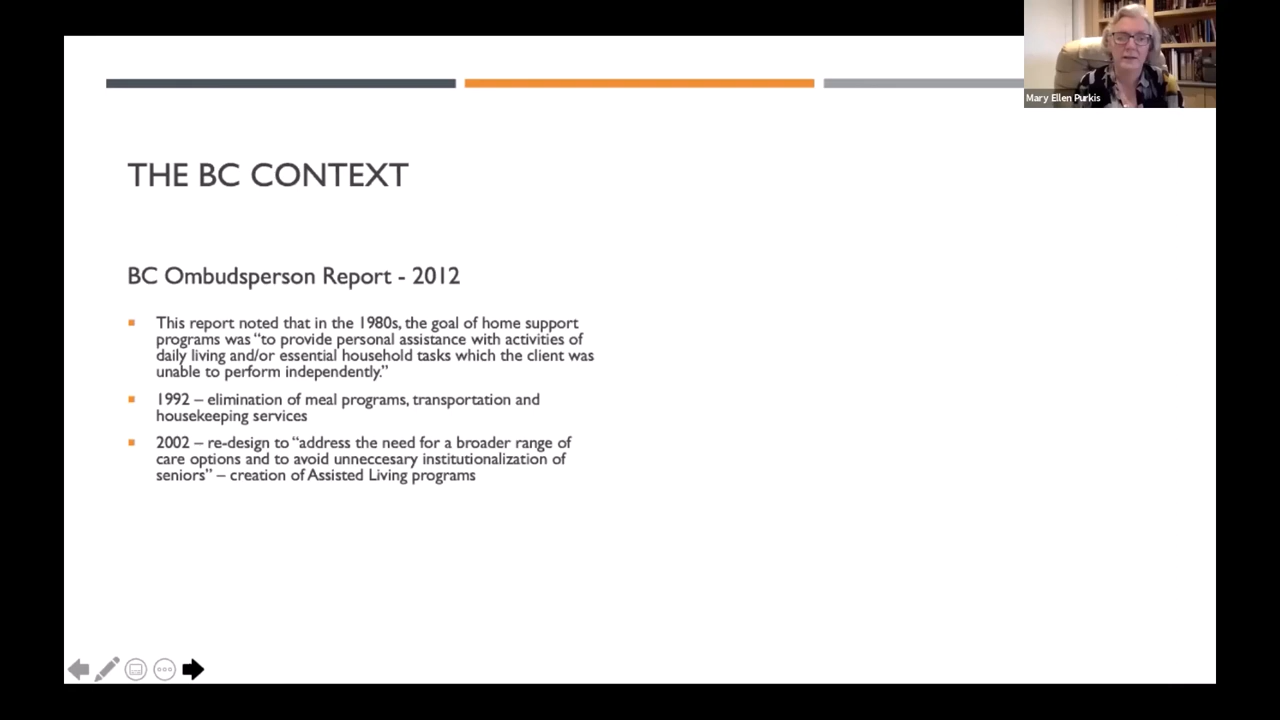 Mary Ellen Purkis
THE BC CONTEXT
BC Ombudsperson Report - 2012
This report noted that in the 1980s, the goal of home support
programs was “to provide personal assistance with activities of
daily living and/or essential household tasks which the client was
unable to perform independently.”
1992 – elimination of meal programs, transportation and
housekeeping services
2002 – re-design to “address the need for a broader range of
care options and to avoid unneccesary institutionalization of
seniors” – creation of Assisted Living programs